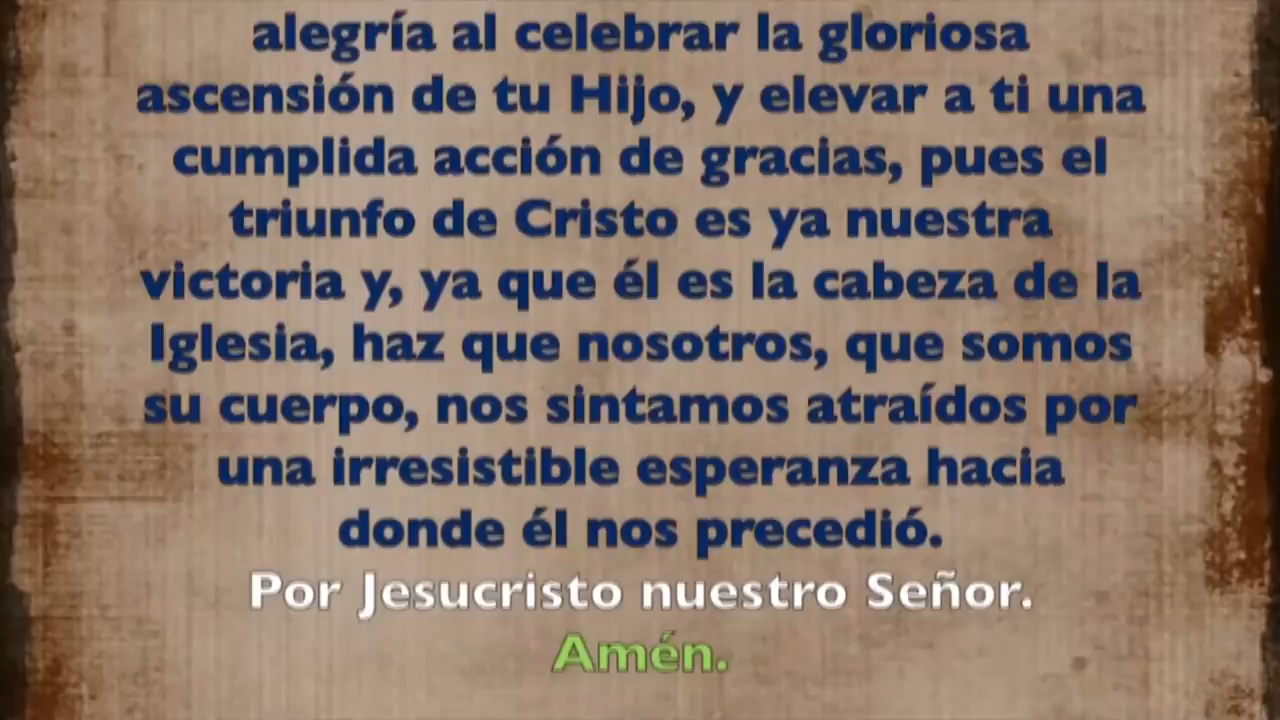 alegría al celebrar la gloriosa
ascensión de tu Hijo, y elevar a ti una
cumplida acción de gracias, pues el
triunfo de Cristo es ya nuestra
victoria y, ya que él es la cabeza de la
Iglesia, haz que nosotros, que somos
su cuerpo, nos sintamos atraídos por
una irresistible esperanza hacia
donde él nos precedió.
Por Jesucristo nuestro Señor.
Amén.